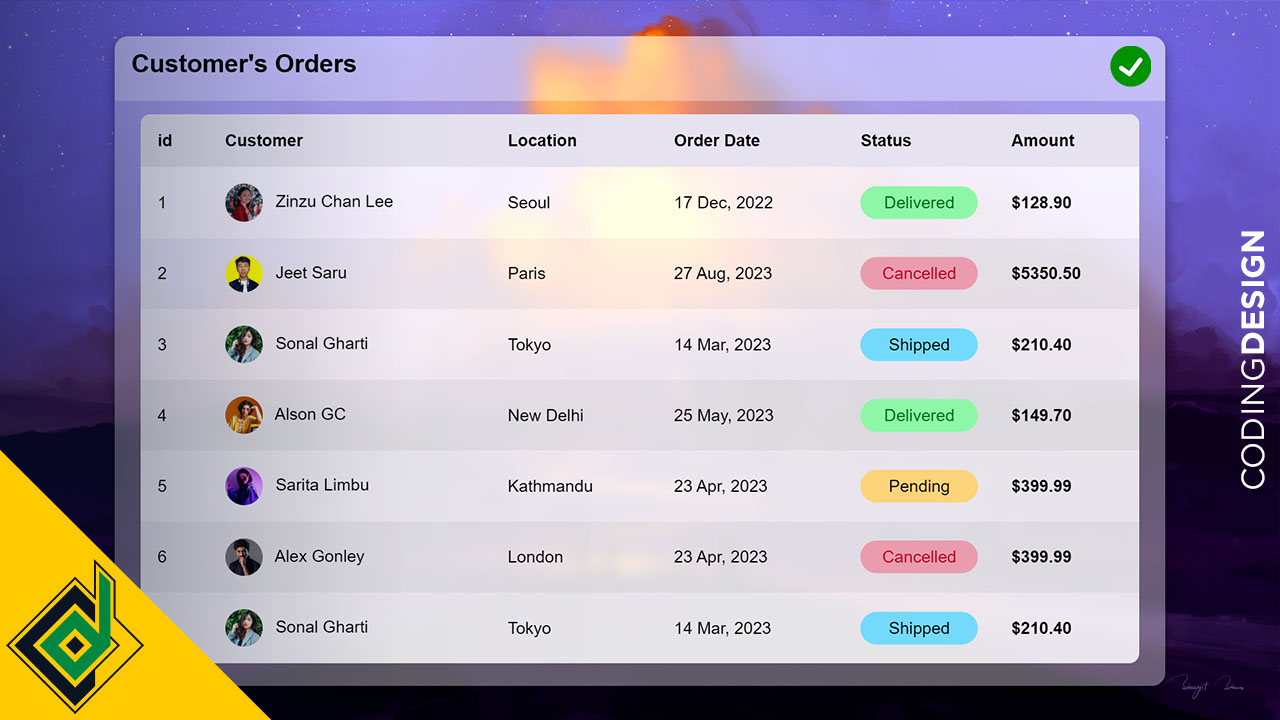 Customer's Orders
id Customer Location Order Date Status Amount
1 Zinzu Chan Lee Seoul 17 Dec, 2022 Delivered $128.90
2 Jeet Saru Paris 27 Aug, 2023 Cancelled $5350.50
3 Sonal Gharti Tokyo 14 Mar, 2023 Shipped $210.40
4 Alson GC New Delhi 25 May, 2023 Delivered $149.70
5 Sarita Limbu Kathmandu 23 Apr, 2023 Pending $399.99
6 Alex Gonley London 23 Apr, 2023 Cancelled $399.99
Sonal Gharti Tokyo 14 Mar, 2023 Shipped $210.40
CODINGDESIGN